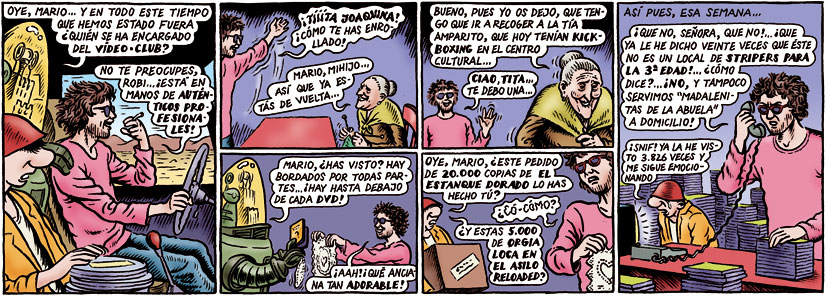 OYE, MARIO... Y EN TODO ESTE TIEMPO
QUE HEMOS ESTADO FUERA
¿QUIÉN SE HA ENCARGADO
DEL VÍDEO-CLUB?
NO TE PREOCUPES,
ROBI... ¡ESTÁ EN
MANOS DE AUTÉN-
TICOS PROFE-
SIONA-
LES!
¡TIIITA JOAQUINA!
¡CÓMO TE HAS ENRO-
LLADO!
MARIO, MIHIJO...
ASÍ QUE YA ES-
TÁS DE VUELTA...
MARIO, ¿HAS VISTO? HAY
BORDADOS POR TODAS PAR-
TES... ¡HAY HASTA DEBAJO
DE CADA DVD!
¡AAH! ¡QUÉ ANCIA-
NA TAN ADORABLE!
BUENO, PUES YO OS DEJO, QUE TEN-
GO QUE IR A RECOGER A LA TÍA
AMPARITO, QUE HOY TENÍAN KICK-
BOXING EN EL CENTRO
CULTURAL...
CIAO, TITA...
TE DEBO UNA...
OYE, MARIO, ¿ESTE PEDIDO
DE 20.000 COPIAS DE EL
ESTANQUE DORADO LO HAS
HECHO TÚ?
¿CÓ-CÓMO?
¿Y ESTAS 5.000
DE ORGIA
LOCA EN
EL ASILO
RELOADED?
ASÍ PUES, ESA SEMANA...
¡QUE NO, SEÑORA, QUE NO!... ¡QUE
YA LE HE DICHO VEINTE VECES QUE ÉSTE
NO ES UN LOCAL DE STRIPERS PARA
LA 3ª EDAD!... ¿CÓMO
DICE?... ¡NO, Y TAMPOCO
SERVIMOS "MADALENI-
TAS DE LA ABUELA"
A DOMICILIO!
¡SNIF! YA LA HE VIS-
TO 3.826 VECES Y
ME SIGUE EMOCIO-
NANDO